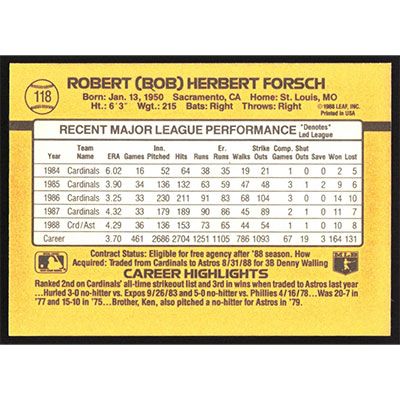 118
ROBERT (BOB) HERBERT FORSCH
Born: Jan. 13, 1950 Sacramento, CA Home: St. Louis, MO
Ht.: 6'3" Wgt.: 215 Bats: Right Throws: Right
©1988 LEAF, INC.
Printed in USA
RECENT MAJOR LEAGUE PERFORMANCE "Denotes" Led League
Year Team Name ERA Games Inn. Pitched Hits Runs Er. Runs Walks Strike Outs Comp. Games Shut Outs Save Won Lost
1984 Cardinals 6.02 16 52 64 38 35 19 21 1 0 0 2 5
1985 Cardinals 3.90 34 136 132 63 59 47 48 3 1 2 9 6
1986 Cardinals 3.25 33 230 211 91 83 68 104 3 0 0 14 10
1987 Cardinals 4.32 33 179 189 90 86 45 89 2 1 0 11 7
1988 Crd/Ast 4.29 36 136 153 73 65 44 54 1 1 0 10 8
Career 3.70 461 2686 2704 1251 1105 786 1093 67 19 3 164 131
Contract Status: Eligible for free agency after '88 season. How
Acquired: Traded from Cardinals to Astros 8/31/88 for 3B Denny Walling
CAREER HIGHLIGHTS
MLB
Ranked 2nd on Cardinals' all-time strikeout list and 3rd in wins when traded to Astros last
year...Hurled 3-0 no-hitter vs. Expos 9/26/83 and 5-0 no-hitter vs. Phillies 4/16/78... Was 20-7 in
'77 and 15-10 in '75...Brother, Ken, also pitched a no-hitter for Astros in '79.